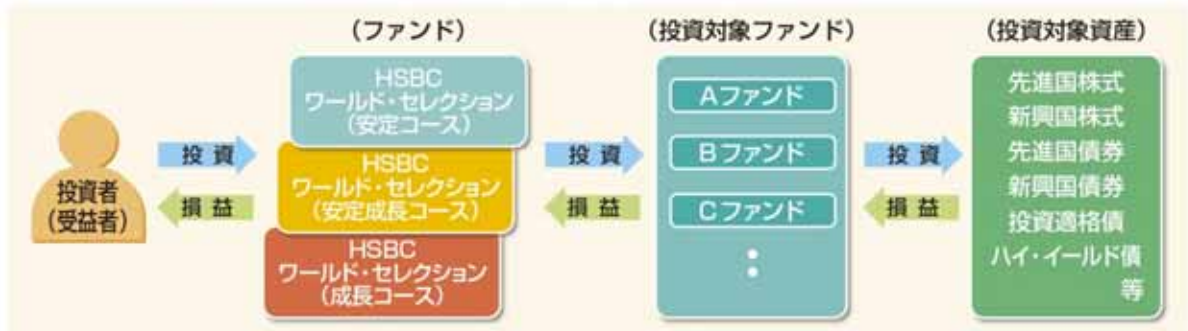 (ファンド)
(投資対象ファンド)
(投資対象資産)
投資者
(受益者)
投資
損益
HSBC
ワールド・セレクション
(安定コース)
HSBC
ワールド・セレクション
(安定成長コース)
HSBC
ワールド・セレクション
(成長コース)
投資
損益
Aファンド
Bファンド
Cファンド
:
投資
損益
先進国株式
新興国株式
先進国債券
新興国債券
投資適格債
ハイ・イールド債
等